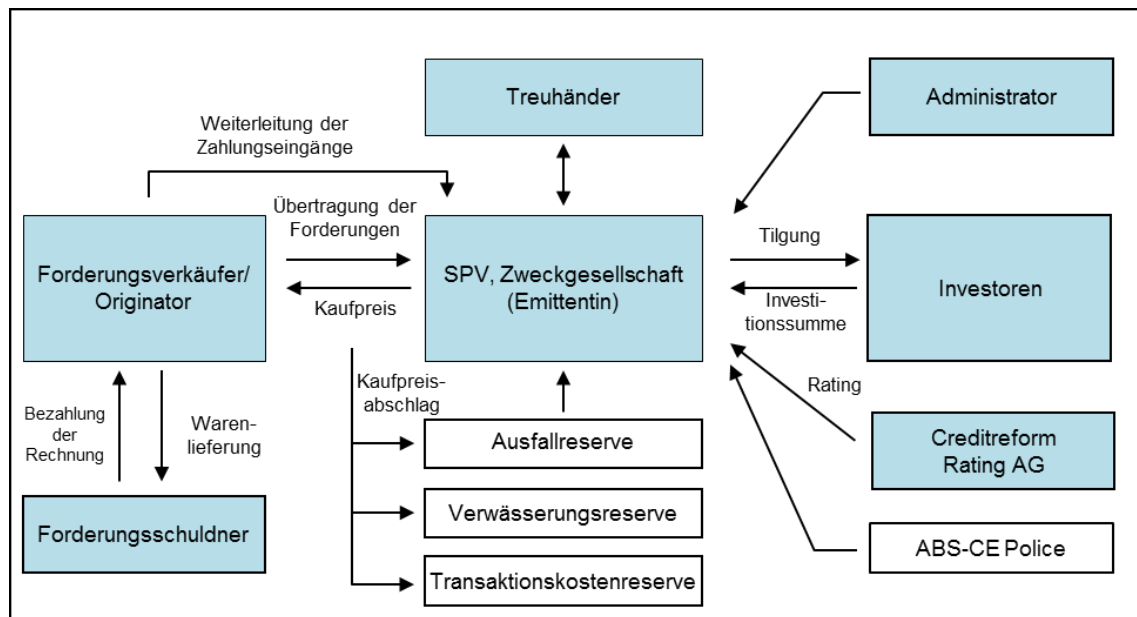 Treuhänder
Administrator
Weiterleitung der
Zahlungseingänge
Übertragung der
Forderungen
Forderungsverkäufer/
Originator
Kaufpreis
SPV, Zweckgesellschaft
(Emittentin)
Tilgung
Investi-
tionssumme
Investoren
Kaufpreis-
abschlag
Rating
Bezahlung
der
Rechnung
Waren-
lieferung
Ausfallreserve
Creditreform
Rating AG
Verwässerungsreserve
Forderungsschuldner
ABS-CE Police
Transaktionskostenreserve